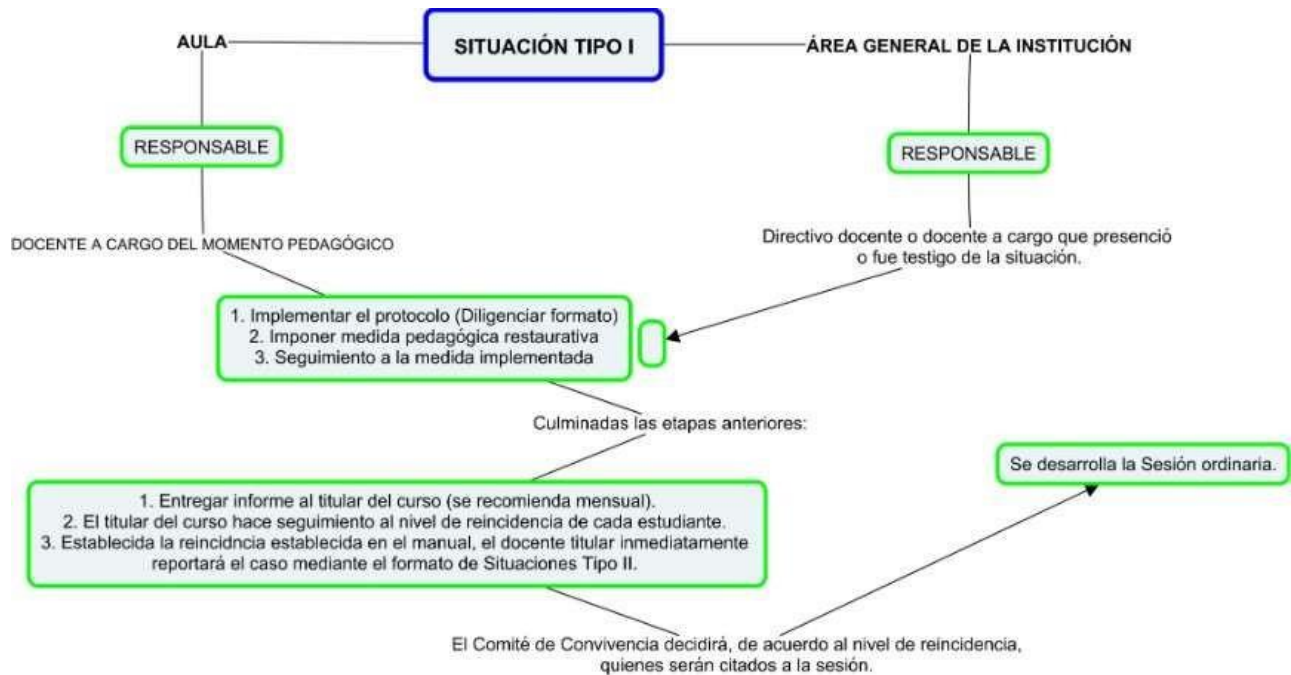 AULA
SITUACIÓN TIPO I
ÁREA GENERAL DE LA INSTITUCIÓN
RESPONSABLE
RESPONSABLE
DOCENTE A CARGO DEL MOMENTO PEDAGÓGICO
Directivo docente o docente a cargo que presenció
o fue testigo de la situación.
1. Implementar el protocolo (Diligenciar formato)
2. Imponer medida pedagógica restaurativa
3. Seguimiento a la medida implementada
Culminadas las etapas anteriores:
Se desarrolla la Sesión ordinaria.
1. Entregar informe al titular del curso (se recomienda mensual).
2. El titular del curso hace seguimiento al nivel de reincidencia de cada estudiante.
3. Establecida la reincidncia establecida en el manual, el docente titular inmediatamente
reportará el caso mediante el formato de Situaciones Tipo II.
El Comité de Convivencia decidirá, de acuerdo al nivel de reincidencia,
quienes serán citados a la sesión.